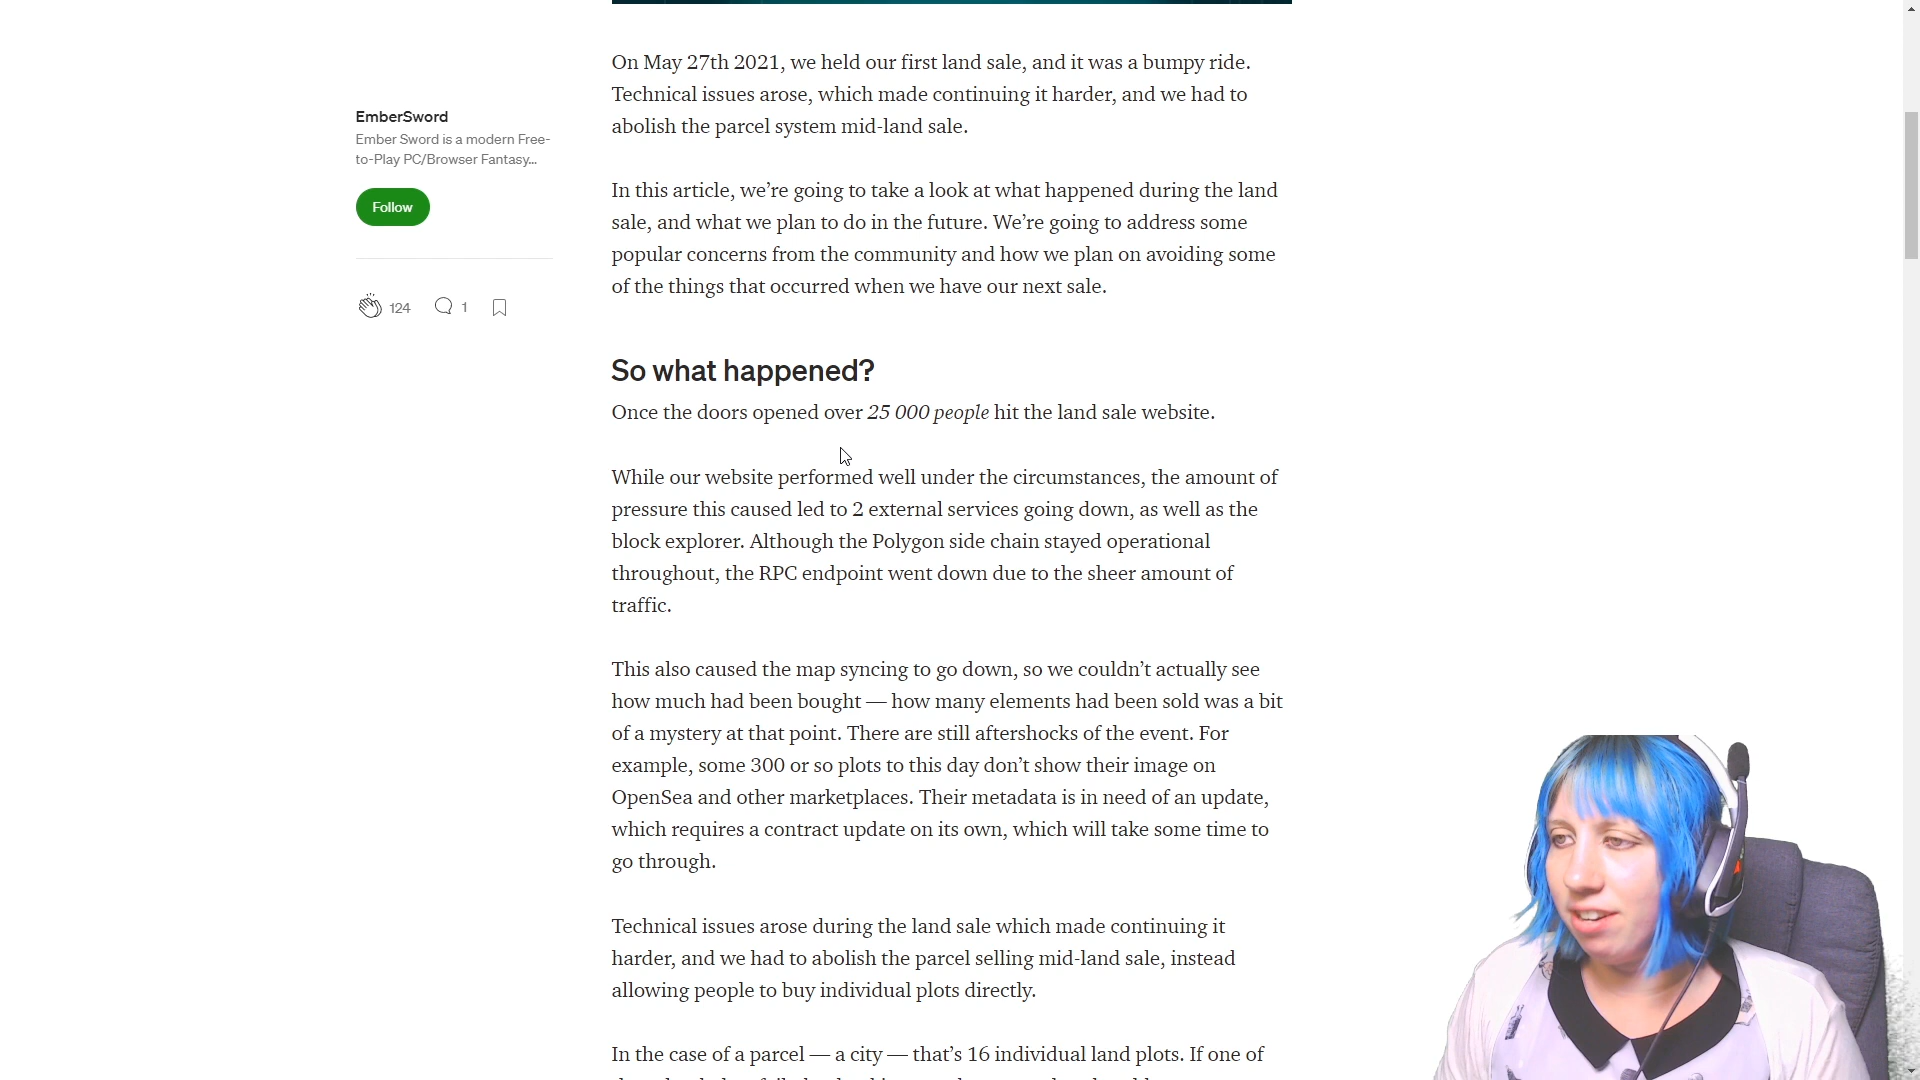 EmberSword
Ember Sword is a modern Free-
to-Play PC/Browser Fantasy...
Follow
124
1
On May 27th 2021, we held our first land sale, and it was a bumpy ride.
Technical issues arose, which made continuing it harder, and we had to
abolish the parcel system mid-land sale.
In this article, we’re going to take a look at what happened during the land
sale, and what we plan to do in the future. We’re going to address some
popular concerns from the community and how we plan on avoiding some
of the things that occurred when we have our next sale.
So what happened?
Once the doors opened over 25 000 people hit the land sale website.
While our website performed well under the circumstances, the amount of
pressure this caused led to 2 external services going down, as well as the
block explorer. Although the Polygon side chain stayed operational
throughout, the RPC endpoint went down due to the sheer amount of
traffic.
This also caused the map syncing to go down, so we couldn’t actually see
how much had been bought — how many elements had been sold was a bit
of a mystery at that point. There are still aftershocks of the event. For
example, some 300 or so plots to this day don’t show their image on
OpenSea and other marketplaces. Their metadata is in need of an update,
which requires a contract update on its own, which will take some time to
go through.
Technical issues arose during the land sale which made continuing it
harder, and we had to abolish the parcel selling mid-land sale, instead
allowing people to buy individual plots directly.
In the case of a parcel — a city — that’s 16 individual land plots. If one of